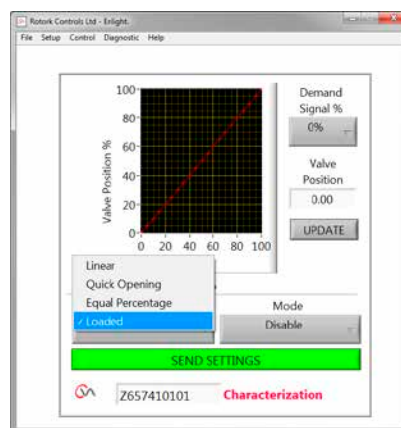 Rotork Controls Ltd - Enlight.
File Setup Control Diagnostic Help
Valve Position %
100
80
60
40
20
0
0 20 40 60 80 100
Demand
Signal %
0%
Valve
Position
0.00
UPDATE
Linear
Quick Opening
Equal Percentage
✓ Loaded
Mode
Disable
SEND SETTINGS
Z657410101
Characterization